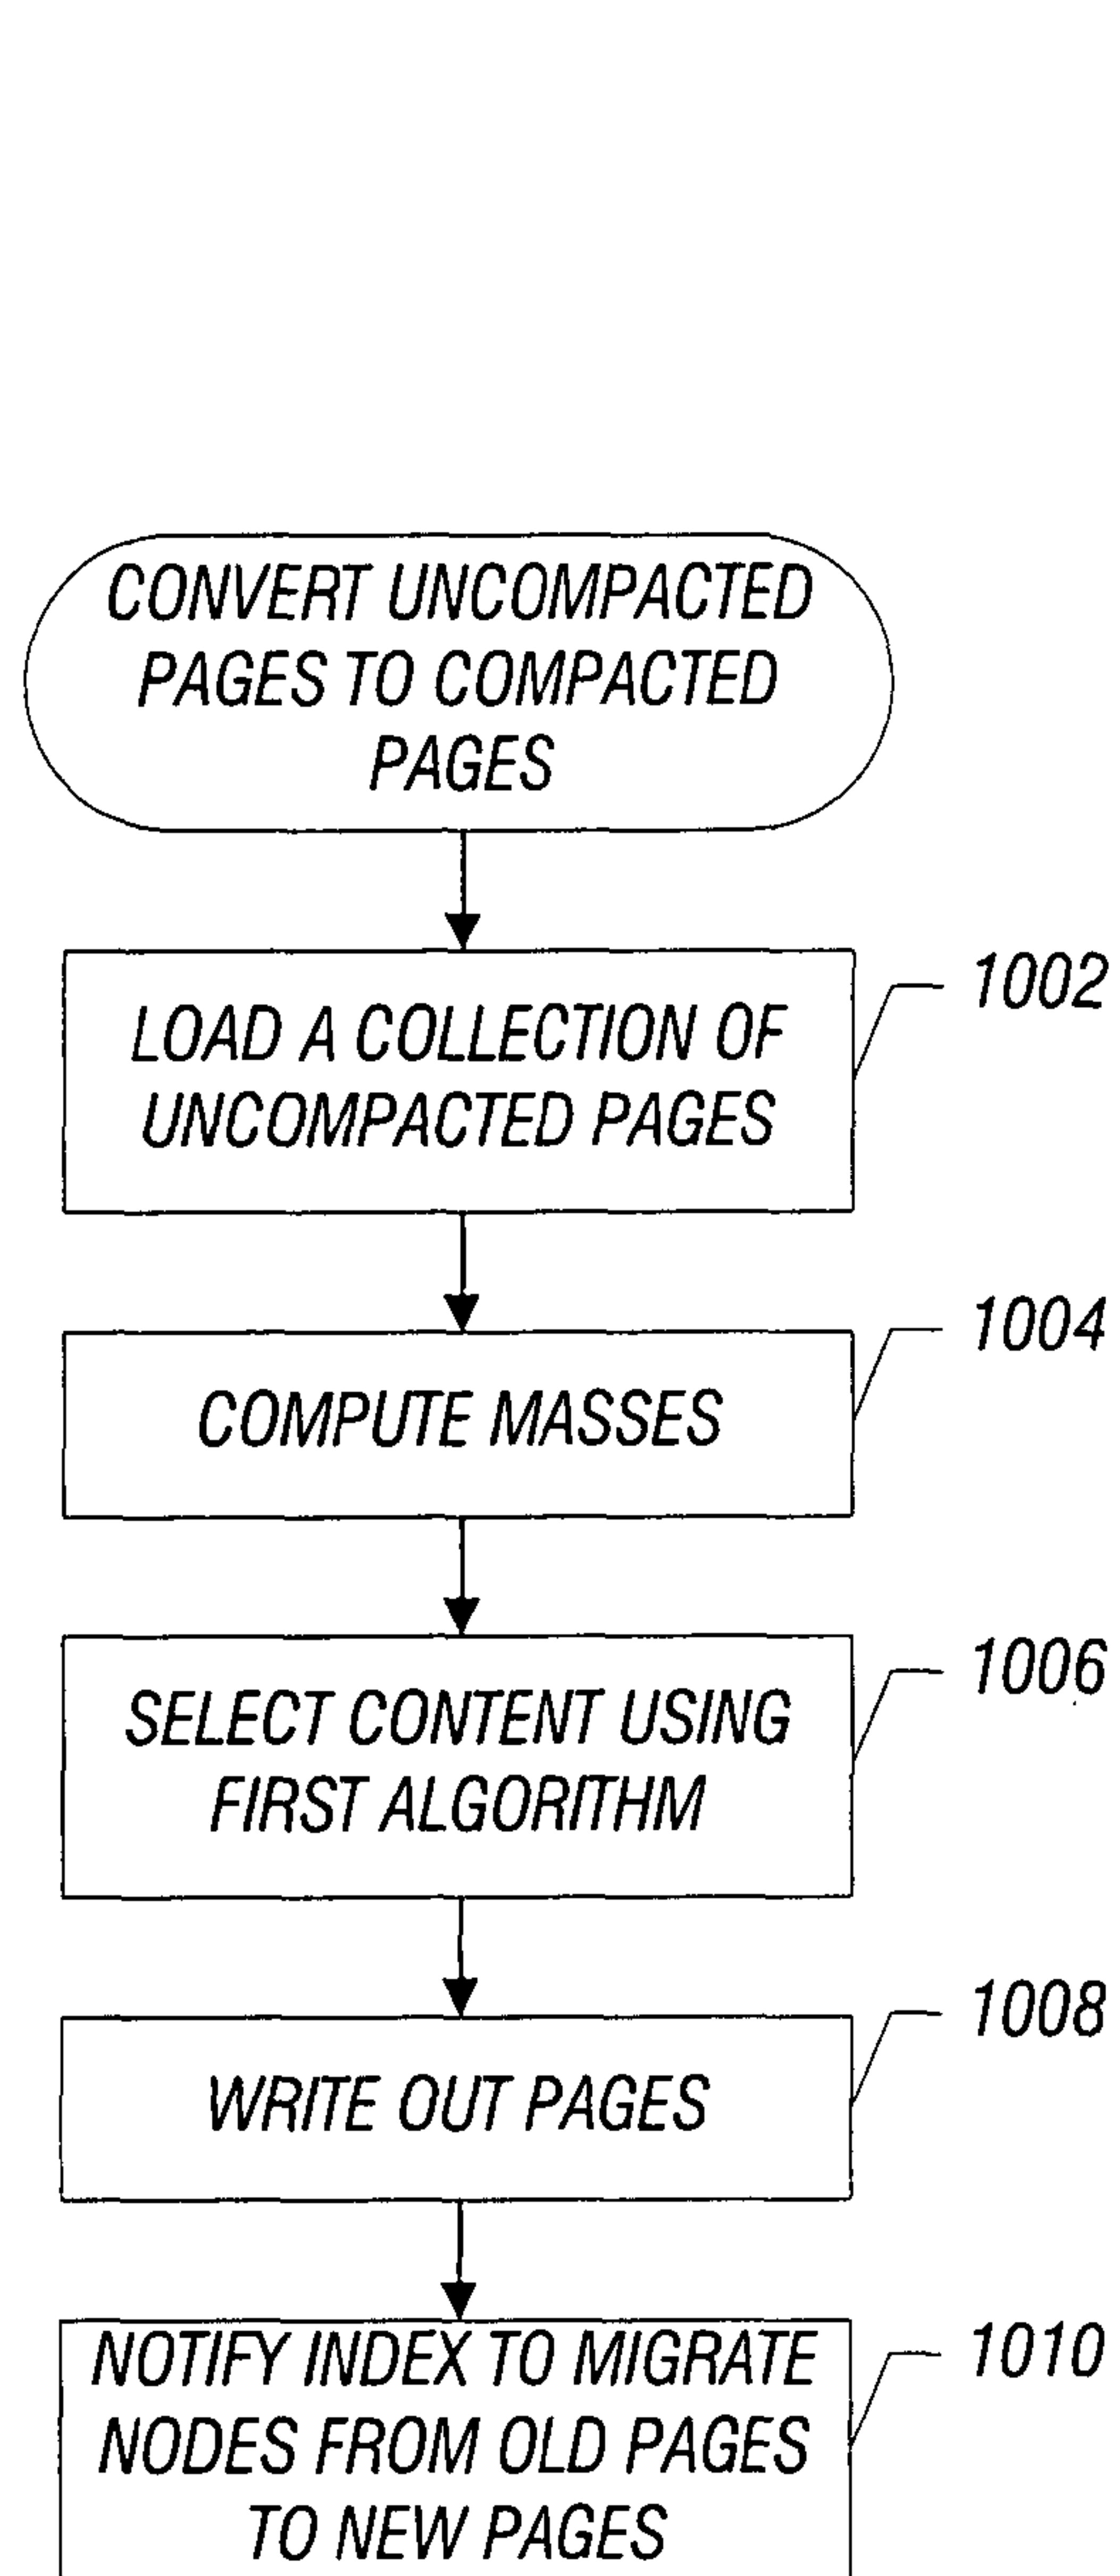 CONVERT UNCOMPACTED
PAGES TO COMPACTED
PAGES
LOAD A COLLECTION OF
UNCOMPACTED PAGES
1002
COMPUTE MASSES
1004
SELECT CONTENT USING
FIRST ALGORITHM
1006
WRITE OUT PAGES
1008
NOTIFY INDEX TO MIGRATE
NODES FROM OLD PAGES
TO NEW PAGES
1010